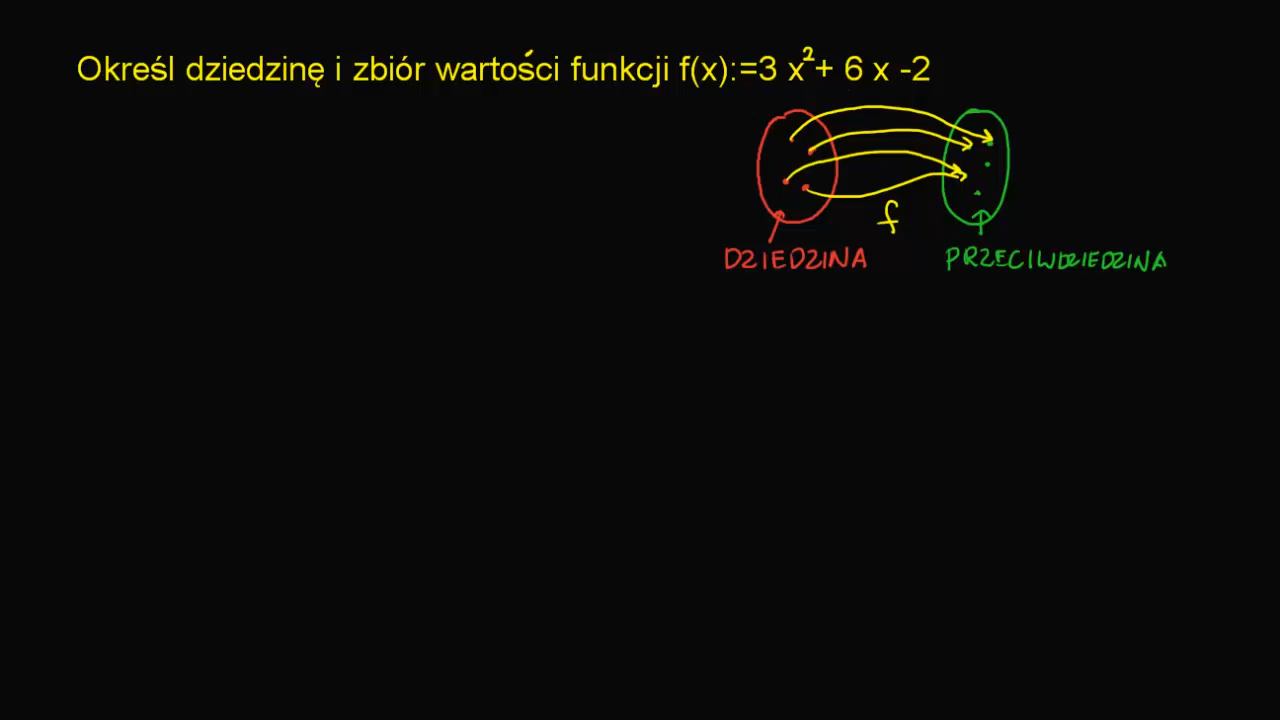 Określ dziedzinę i zbiór wartości funkcji f(x):=3 x²+ 6 x -2
f
DZIEDZINA PRZECIWDZIEDZINA